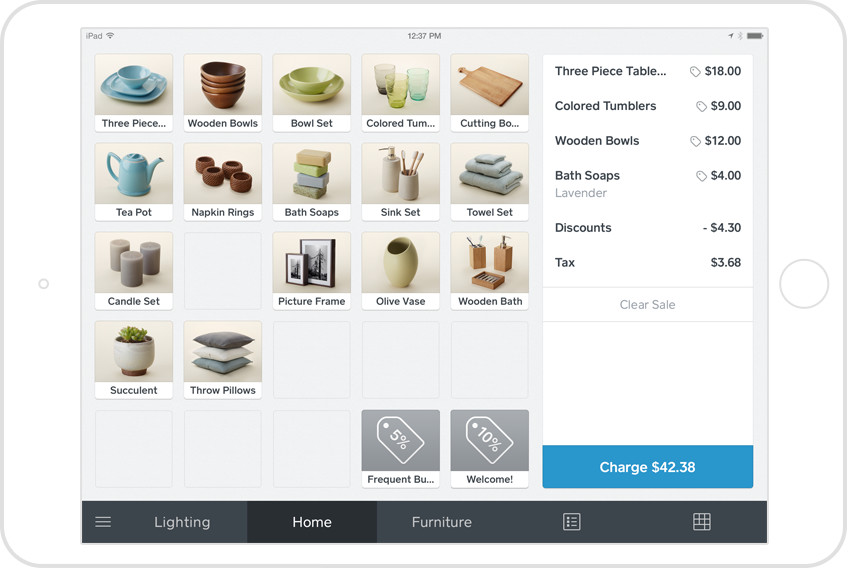 iPad
12:37 PM
Three Piece...
Wooden Bowls
Bowl Set
Colored Tum...
Cutting Bo...
Tea Pot
Napkin Rings
Bath Soaps
Sink Set
Towel Set
Candle Set
Picture Frame
Olive Vase
Wooden Bath
Succulent
Throw Pillows
5%
10%
Frequent Bu...
Welcome!
Three Piece Table... $18.00
Colored Tumblers $9.00
Wooden Bowls $12.00
Bath Soaps $4.00
Lavender
Discounts - $4.30
Tax $3.68
Clear Sale
Charge $42.38
Lighting
Home
Furniture